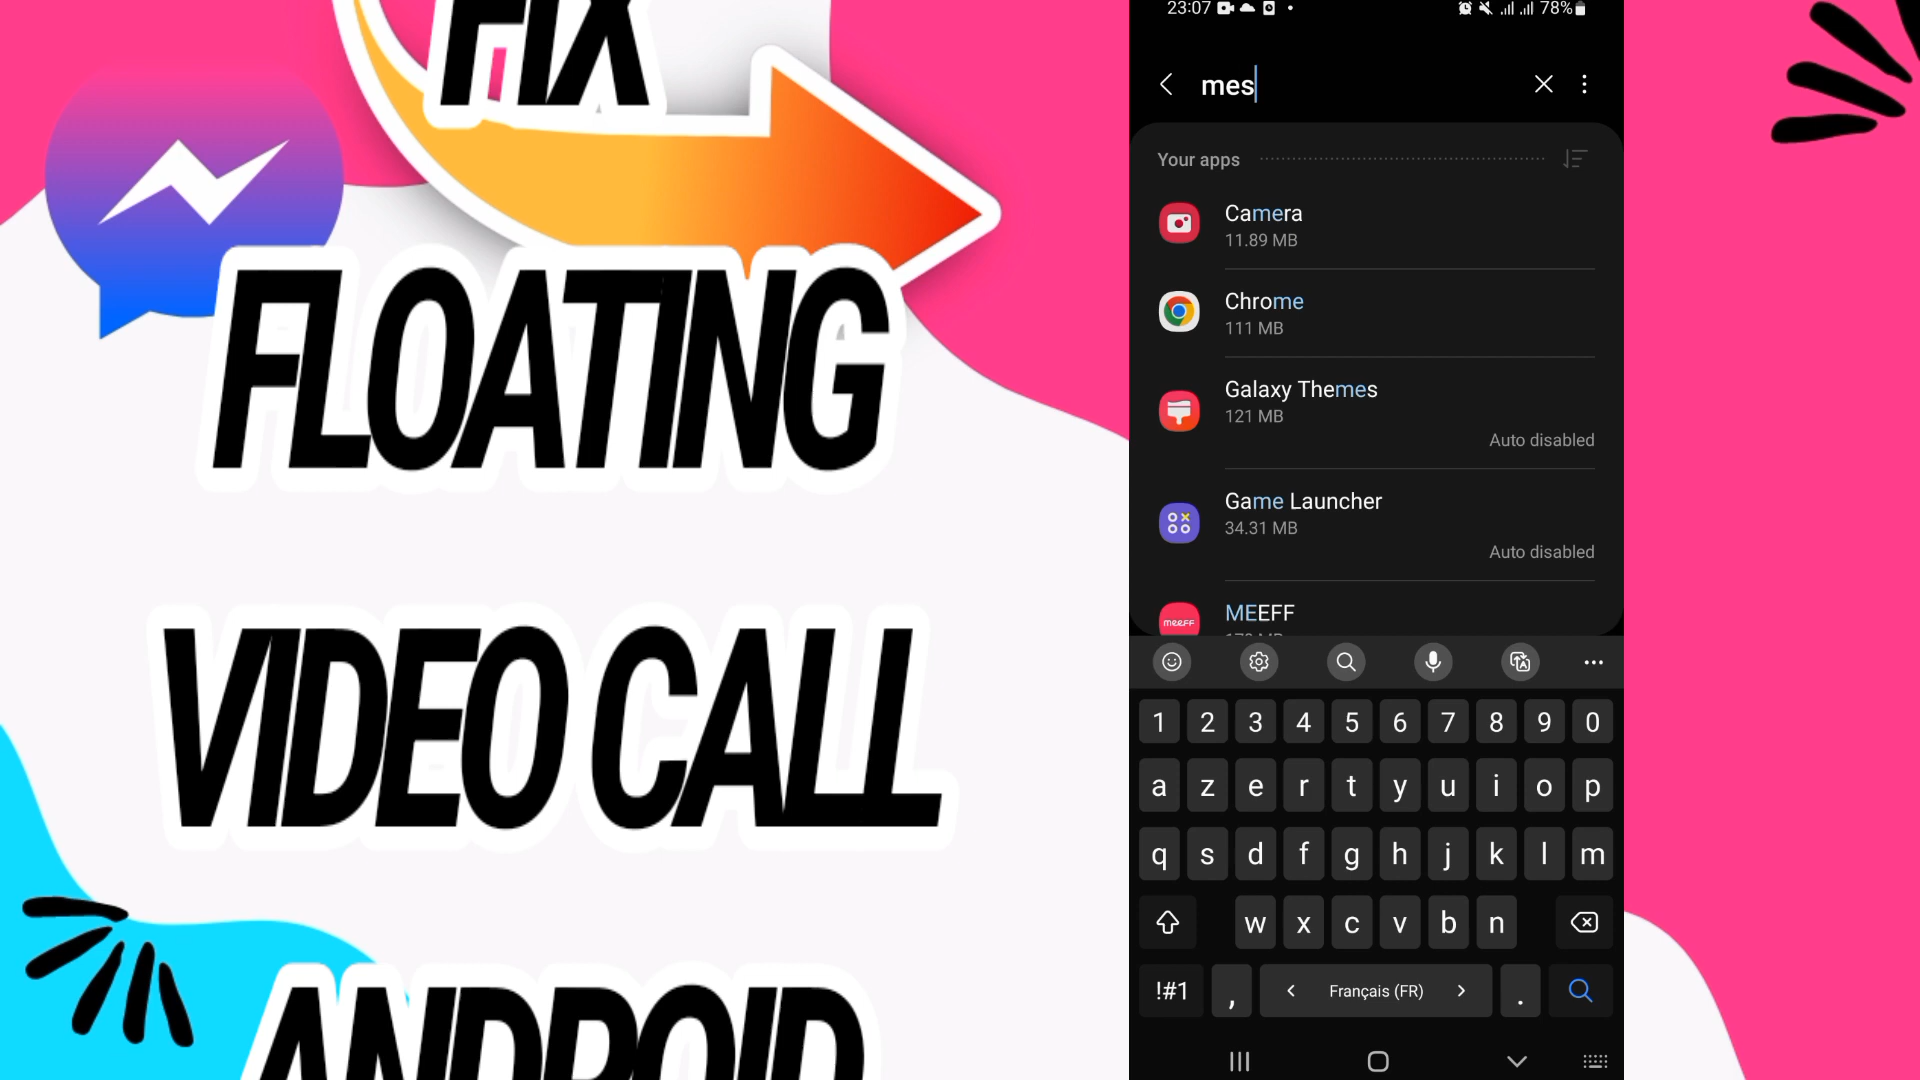 FIX
FLOATING
VIDEO CALL
ANDROID
23:07
78%
mes
Your apps
Camera
11.89 MB
Chrome
111 MB
Galaxy Themes
121 MB
Auto disabled
Game Launcher
34.31 MB
Auto disabled
meeff
MEEFF
1 2 3 4 5 6 7 8 9 0
a z e r t y u i o p
q s d f g h j k l m
w x c v b n
!#1 , < Français (FR) > .